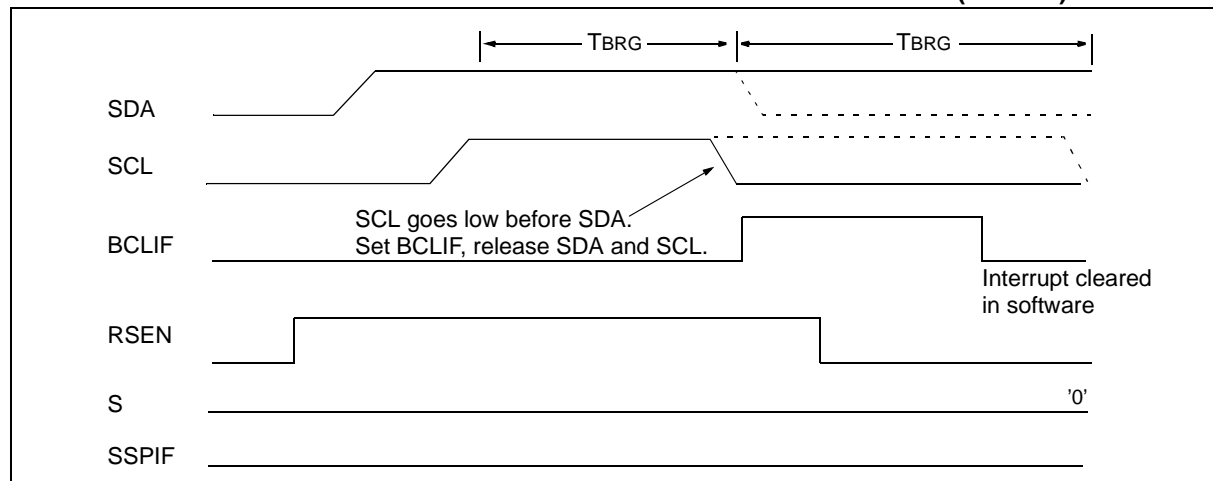 TBRG TBRG
SDA
SCL
SCL goes low before SDA.
Set BCLIF, release SDA and SCL.
BCLIF
Interrupt cleared
in software
RSEN
S '0'
SSPIF